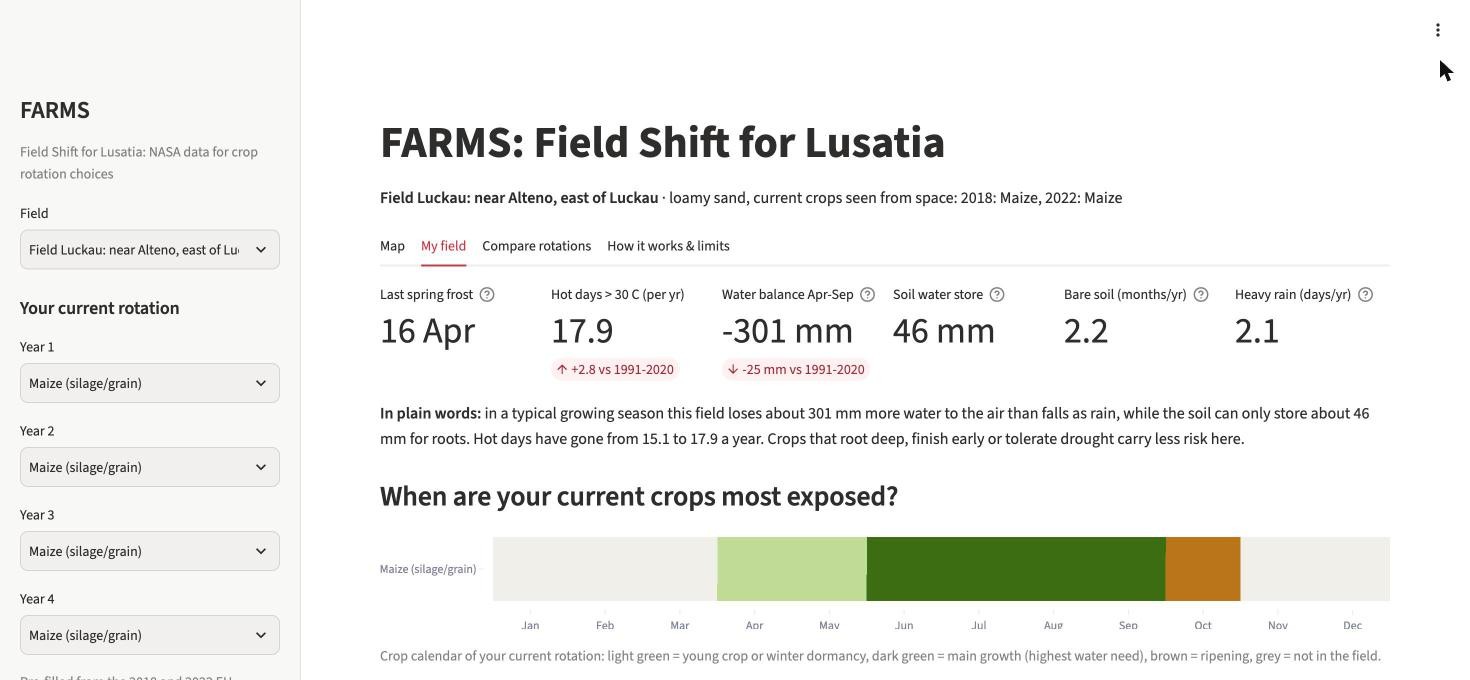 FARMS
Field Shift for Lusatia: NASA data for crop
rotation choices
Field
Field Luckau: near Alteno, east of Lu
Your current rotation
Year 1
Maize (silage/grain)
Year 2
Maize (silage/grain)
Year 3
Maize (silage/grain)
Year 4
Maize (silage/grain)
FARMS: Field Shift for Lusatia
Field Luckau: near Alteno, east of Luckau · loamy sand, current crops seen from space: 2018: Maize, 2022: Maize
Map My field Compare rotations How it works & limits
Last spring frost Hot days > 30 C (per yr) Water balance Apr-Sep Soil water store Bare soil (months/yr) Heavy rain (days/yr)
16 Apr 17.9 -301 mm 46 mm 2.2 2.1
↑ +2.8 vs 1991-2020 ↓ -25 mm vs 1991-2020
In plain words: in a typical growing season this field loses about 301 mm more water to the air than falls as rain, while the soil can only store about 46
mm for roots. Hot days have gone from 15.1 to 17.9 a year. Crops that root deep, finish early or tolerate drought carry less risk here.
When are your current crops most exposed?
Maize (silage/grain)
Jan Feb Mar Apr May Jun Jul Aug Sep Oct Nov Dec
Crop calendar of your current rotation: light green = young crop or winter dormancy, dark green = main growth (highest water need), brown = ripening, grey = not in the field.